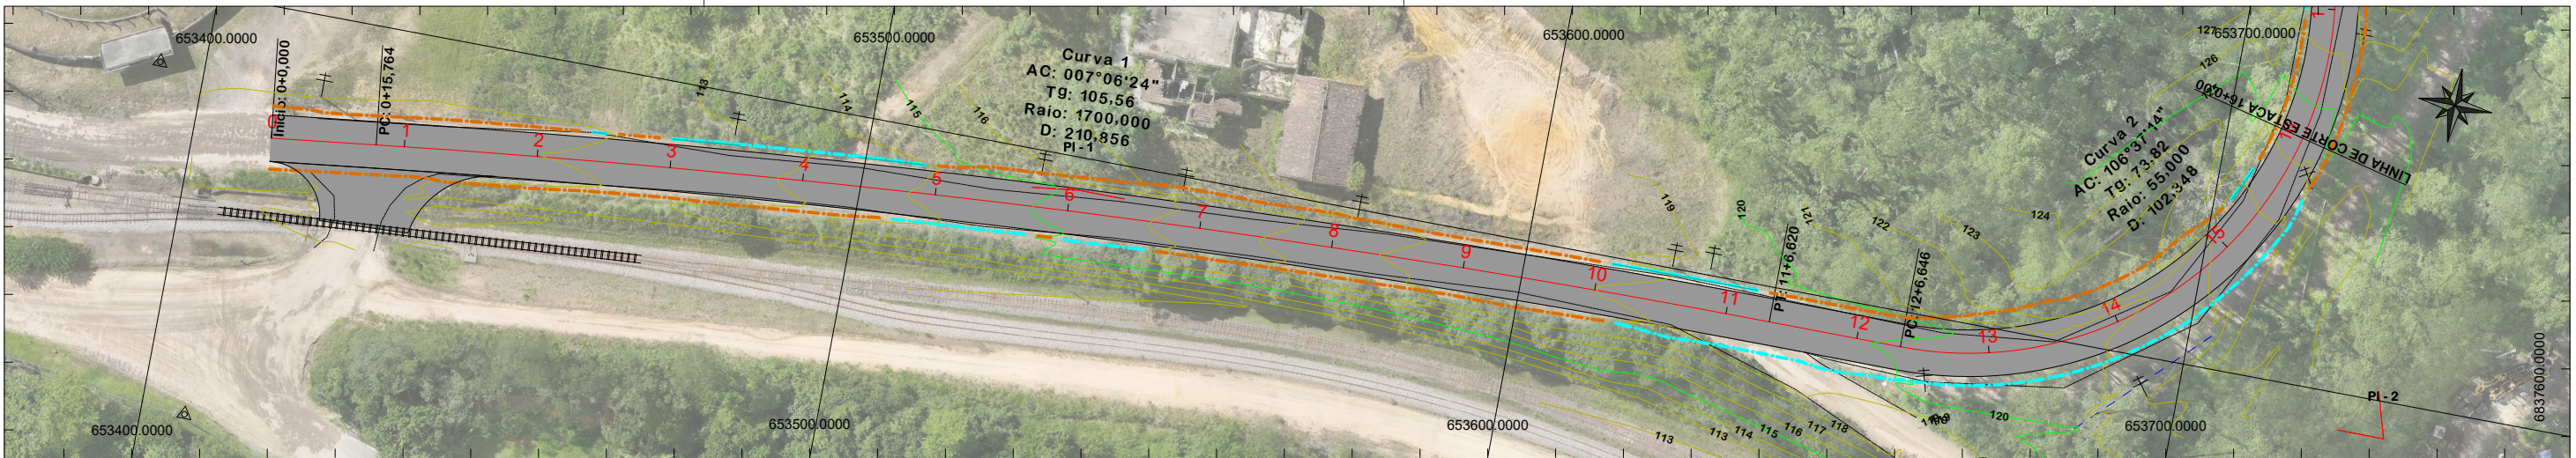 653400.0000
653500.0000
653600.0000
653700.0000
Início: 0+0,000
PC: 0+15,764
Curva 1
AC: 007°06'24"
Tg: 105,56
Raio: 1700,000
D: 210,856
PI - 1
113
114
115
116
119
120
121
122
123
124
126
127
LINHA DE CORTE ESTACA 16+0,00
Curva 2
AC: 106°37'14"
Tg: 73,82
Raio: 55,000
D: 102,348
0
1
2
3
4
5
6
7
8
9
10
11
12
13
14
15
PT: 11+6,620
PC: 12+6,646
PI - 2
6837600.0000
113
113
114
115
116
117
118
120
653400.0000
653500.0000
653600.0000
653700.0000